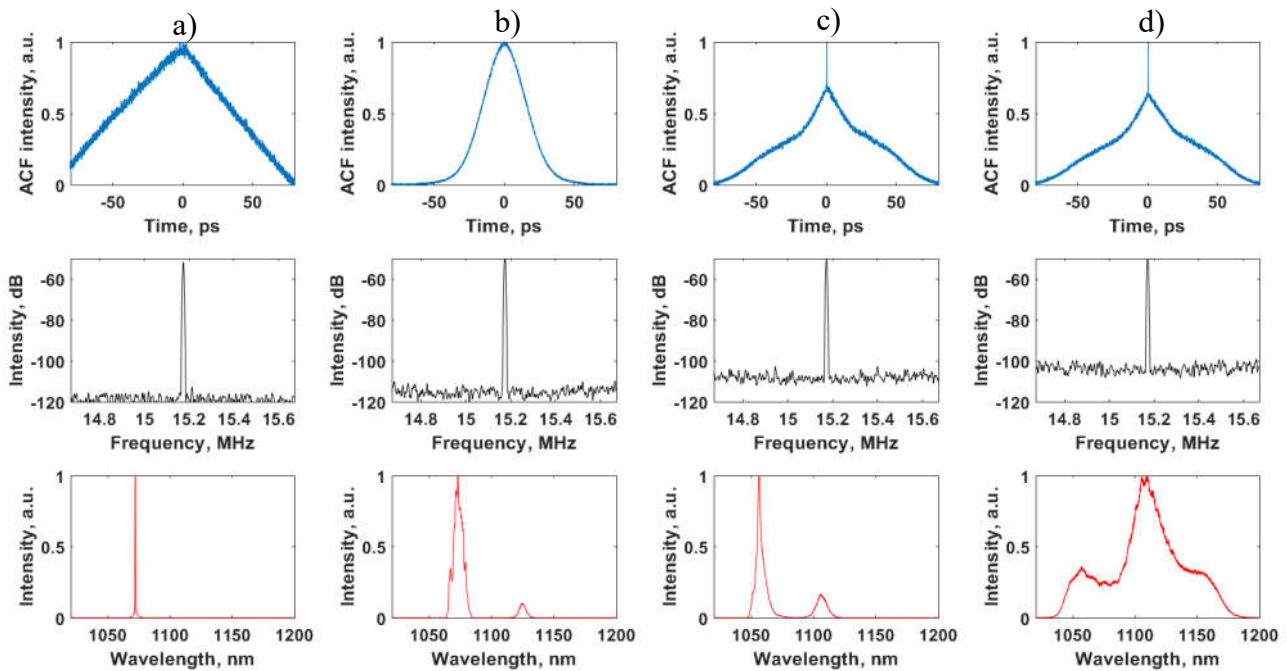 a) b) c) d)
ACF intensity, a.u. ACF intensity, a.u. ACF intensity, a.u. ACF intensity, a.u.
1 1 1 1
0.5 0.5 0.5 0.5
0 0 0 0
-50 0 50 -50 0 50 -50 0 50 -50 0 50
Time, ps Time, ps Time, ps Time, ps
Intensity, dB Intensity, dB Intensity, dB Intensity, dB
-60 -60 -60 -60
-80 -80 -80 -80
-100 -100 -100 -100
-120 -120 -120 -120
14.8 15 15.2 15.4 15.6 14.8 15 15.2 15.4 15.6 14.8 15 15.2 15.4 15.6 14.8 15 15.2 15.4 15.6
Frequency, MHz Frequency, MHz Frequency, MHz Frequency, MHz
Intensity, a.u. Intensity, a.u. Intensity, a.u. Intensity, a.u.
1 1 1 1
0.5 0.5 0.5 0.5
0 0 0 0
1050 1100 1150 1200 1050 1100 1150 1200 1050 1100 1150 1200 1050 1100 1150 1200
Wavelength, nm Wavelength, nm Wavelength, nm Wavelength, nm